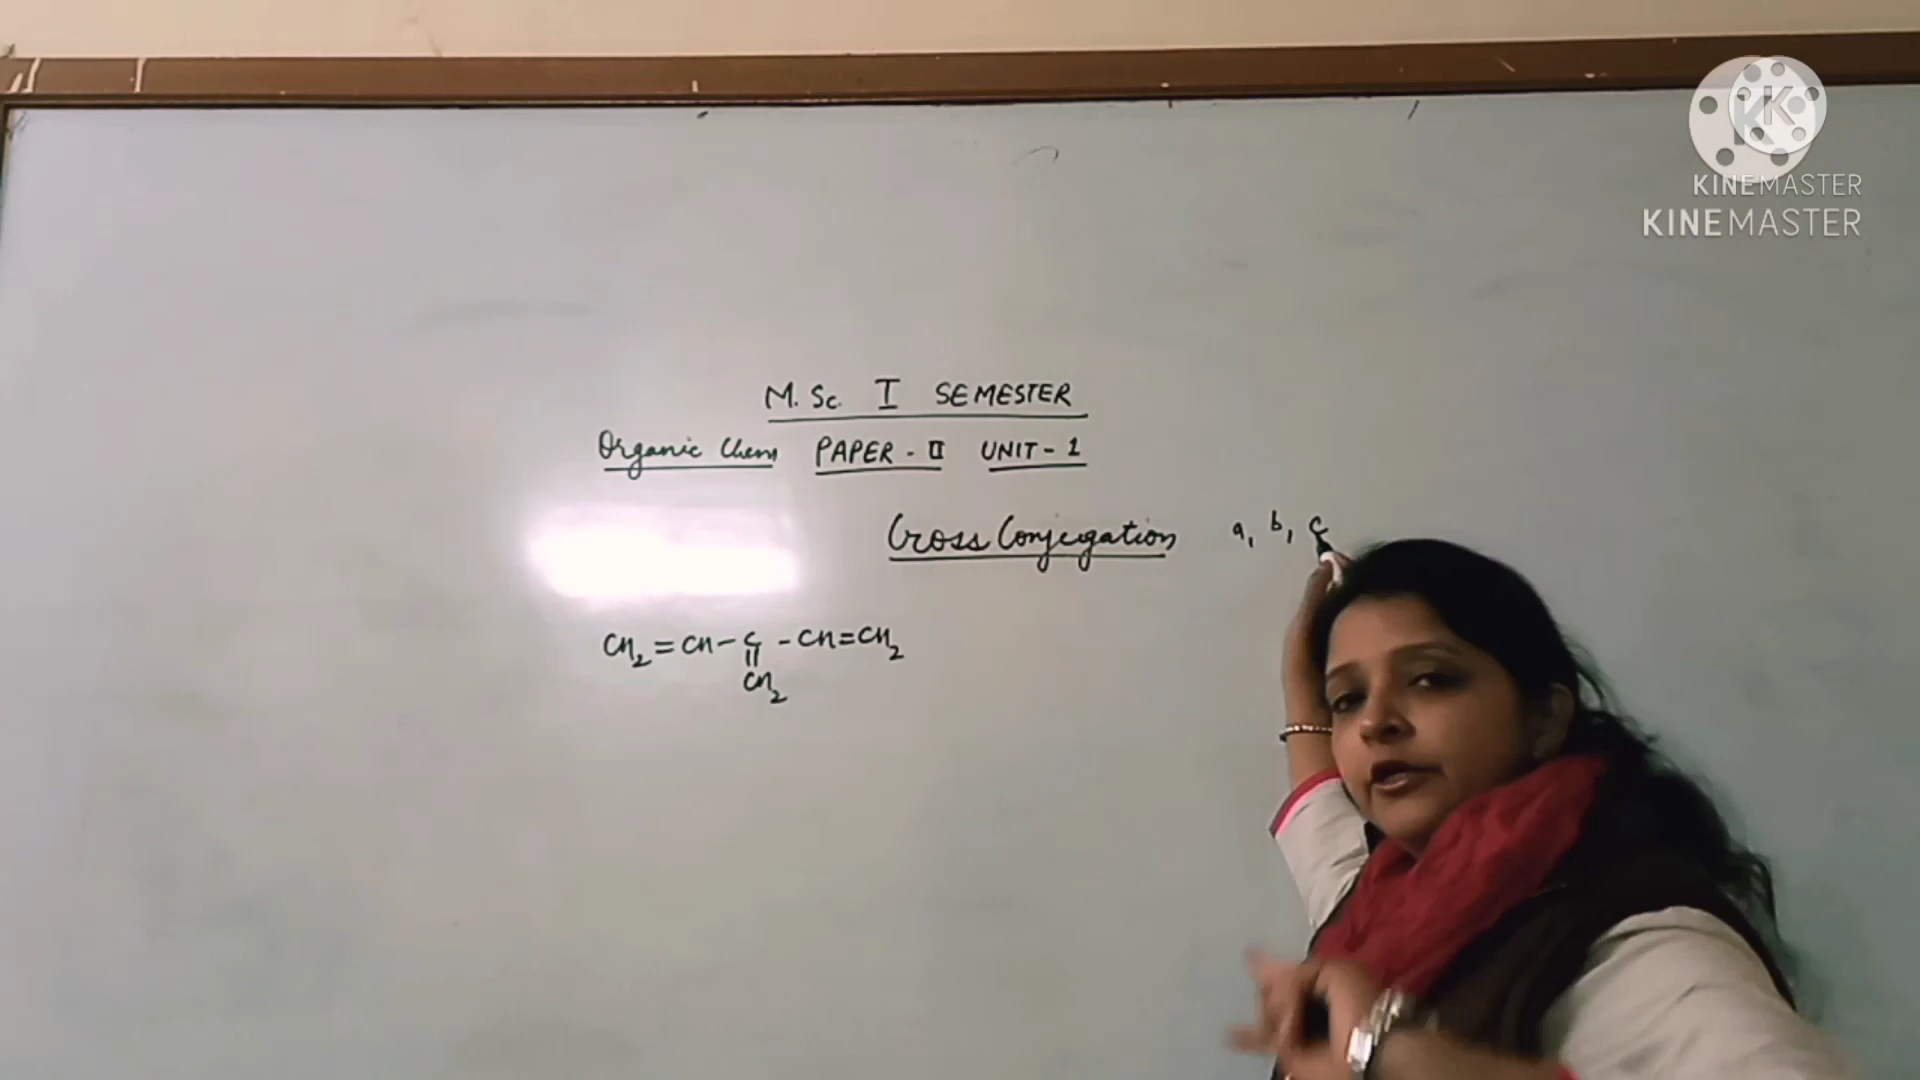 KINEMASTER
KINEMASTER
M. Sc. I SEMESTER
Organic Chem PAPER - II UNIT - 1
Cross Conjugation a, b, c
CH2 = CH - C - CH = CH2
||
CH2